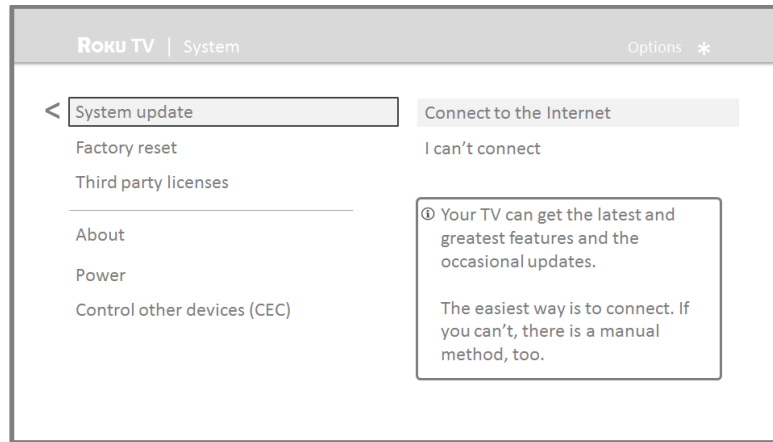 ROKU TV | System
Options *
< System update
Factory reset
Third party licenses
About
Power
Control other devices (CEC)
Connect to the Internet
I can't connect
ⓘ Your TV can get the latest and
greatest features and the
occasional updates.
The easiest way is to connect. If
you can't, there is a manual
method, too.